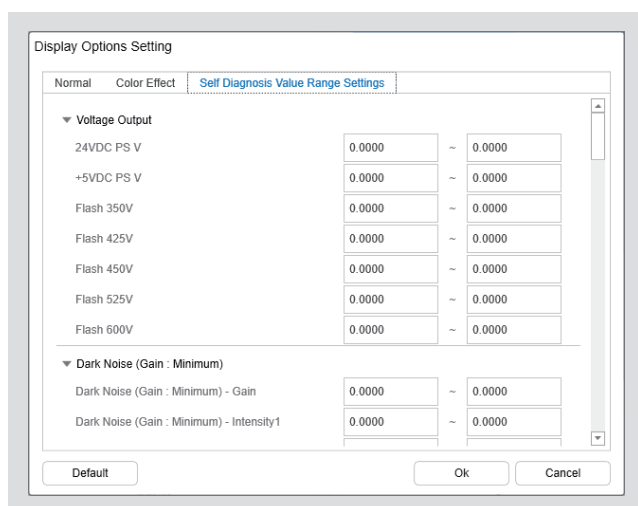 Display Options Setting
Normal Color Effect Self Diagnosis Value Range Settings
Voltage Output
24VDC PS V 0.0000 ~ 0.0000
+5VDC PS V 0.0000 ~ 0.0000
Flash 350V 0.0000 ~ 0.0000
Flash 425V 0.0000 ~ 0.0000
Flash 450V 0.0000 ~ 0.0000
Flash 525V 0.0000 ~ 0.0000
Flash 600V 0.0000 ~ 0.0000
Dark Noise (Gain : Minimum)
Dark Noise (Gain : Minimum) - Gain 0.0000 ~ 0.0000
Dark Noise (Gain : Minimum) - Intensity1 0.0000 ~ 0.0000
Default Ok Cancel